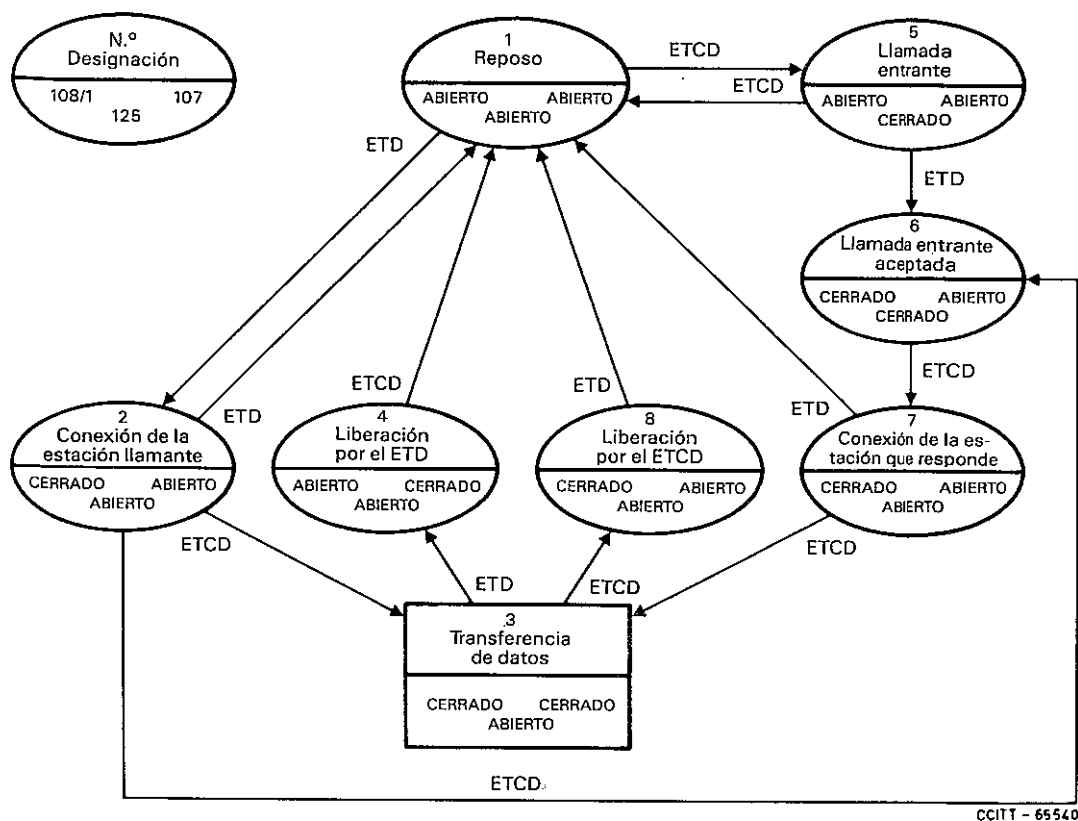 N.º
Designación
108/1 107
125
1
Reposo
ABIERTO ABIERTO
ABIERTO
ETCD
ETCD
5
Llamada
entrante
ABIERTO ABIERTO
CERRADO
ETD
ETD
6
Llamada entrante
aceptada
CERRADO ABIERTO
CERRADO
ETCD
2
Conexión de la
estación llamante
CERRADO ABIERTO
ABIERTO
ETD
ETCD
4
Liberación
por el ETD
ABIERTO CERRADO
ABIERTO
ETD
8
Liberación
por el ETCD
CERRADO ABIERTO
ABIERTO
ETD
7
Conexión de la es-
tación que responde
CERRADO ABIERTO
ABIERTO
ETCD
ETD
ETCD
ETCD
3
Transferencia
de datos
CERRADO CERRADO
ABIERTO
ETCD
CCITT - 65540